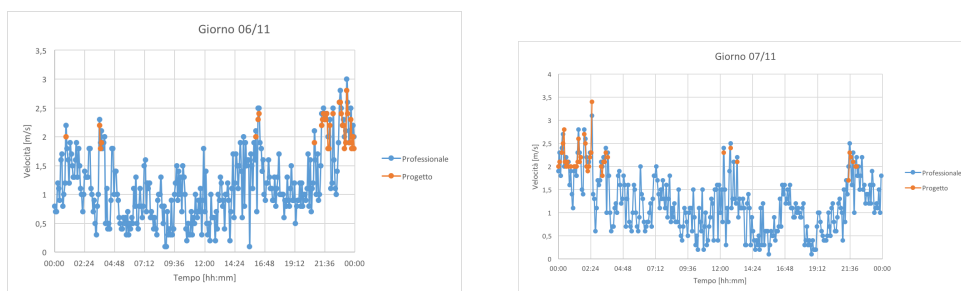 Giorno 06/11
3,5
3
2,5
2
1,5
1
0,5
0
Velocità [m/s]
00:00 02:24 04:48 07:12 09:36 12:00 14:24 16:48 19:12 21:36 00:00
Tempo [hh:mm]
Professionale
Progetto
Giorno 07/11
4
3,5
3
2,5
2
1,5
1
0,5
0
Velocità [m/s]
00:00 02:24 04:48 07:12 09:36 12:00 14:24 16:48 19:12 21:36 00:00
Tempo [hh:mm]
Professionale
Progetto